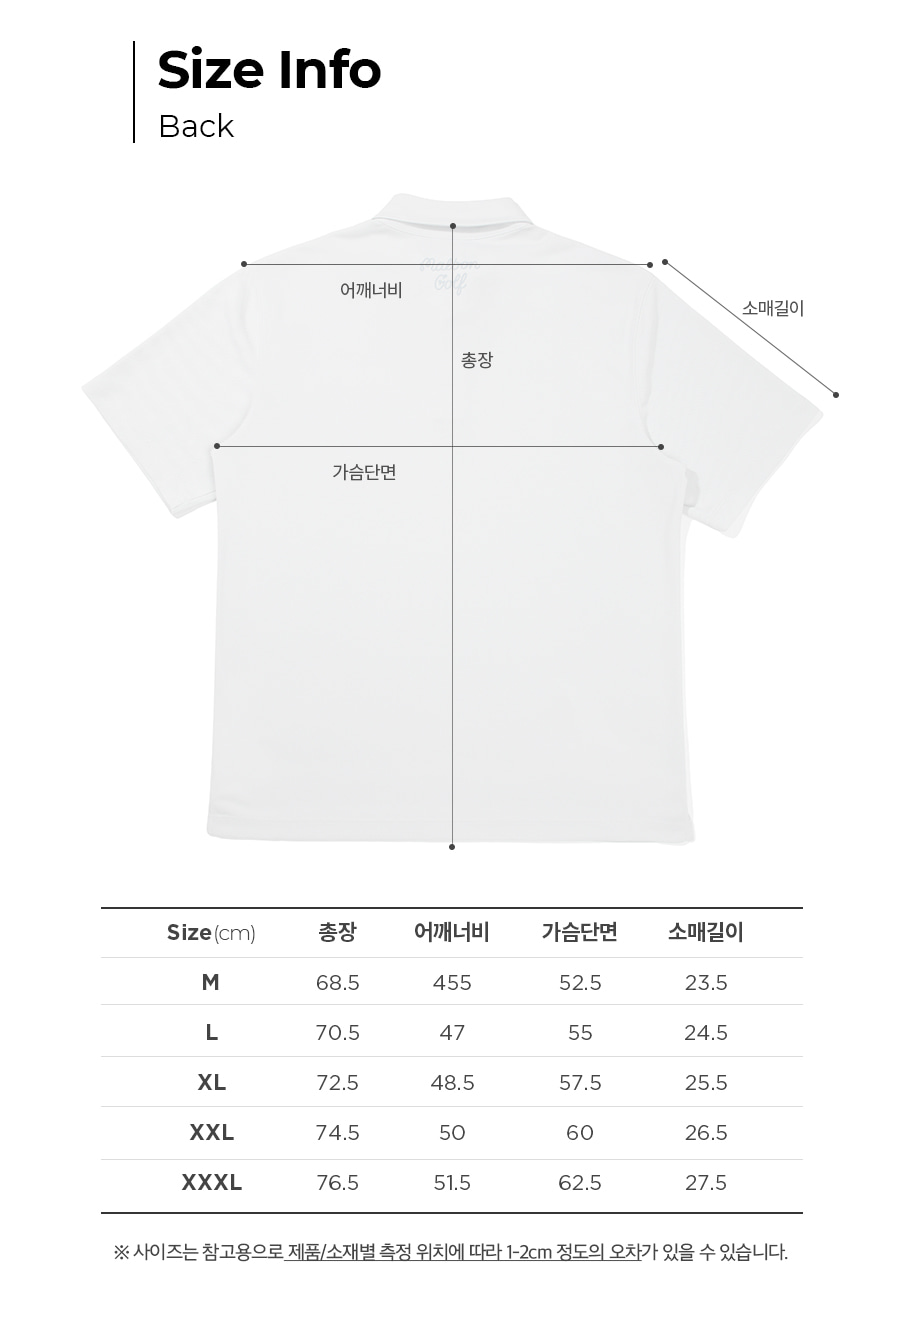 Size Info
Back
Malbon
Golf
어깨너비
소매길이
총장
가슴단면
Size(cm) 총장 어깨너비 가슴단면 소매길이
M 68.5 455 52.5 23.5
L 70.5 47 55 24.5
XL 72.5 48.5 57.5 25.5
XXL 74.5 50 60 26.5
XXXL 76.5 51.5 62.5 27.5
※ 사이즈는 참고용으로 제품/소재별 측정 위치에 따라 1-2cm 정도의 오차가 있을 수 있습니다.